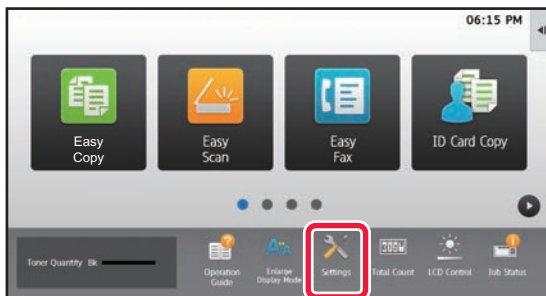 06:15 PM
Easy
Copy
Easy
Scan
Easy
Fax
ID Card Copy
Toner Quantity Bk
Operation
Guide
Enlarge
Display Mode
Settings
Total Count
LCD Control
Job Status